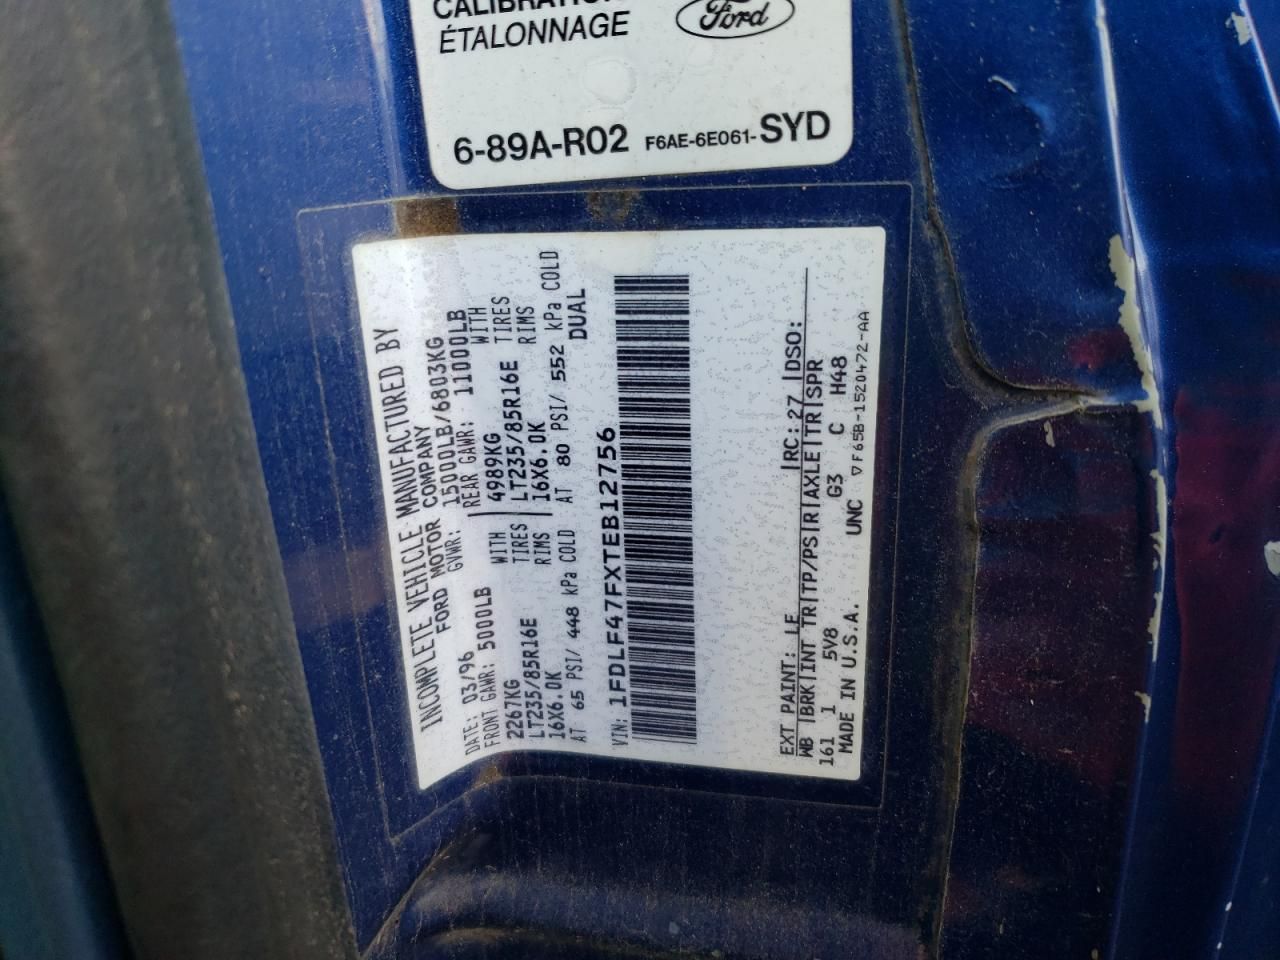 CALIBRATION
ÉTALONNAGE
Ford
6-89A-R02 F6AE-6E061-SYD
INCOMPLETE VEHICLE MANUFACTURED BY
FORD MOTOR COMPANY
DATE: 03/96 GVWR: 15000LB/6803KG
FRONT GAWR: 5000LB REAR GAWR: 11000LB
2267KG WITH 4989KG WITH
LT235/85R16E TIRES LT235/85R16E TIRES
16X6.0K RIMS 16X6.0K RIMS
AT 65 PSI/ 448 kPa COLD AT 80 PSI/ 552 kPa COLD
DUAL
VIN: 1FDLF47FXTEB12756
EXT PAINT: LE RC: 27 DSO:
WB BRK INT TR TP/PS R AXLE TR SPR
161 1 5V8 G3 C H48
MADE IN U.S.A. UNC ▽F65B-1520472-AA